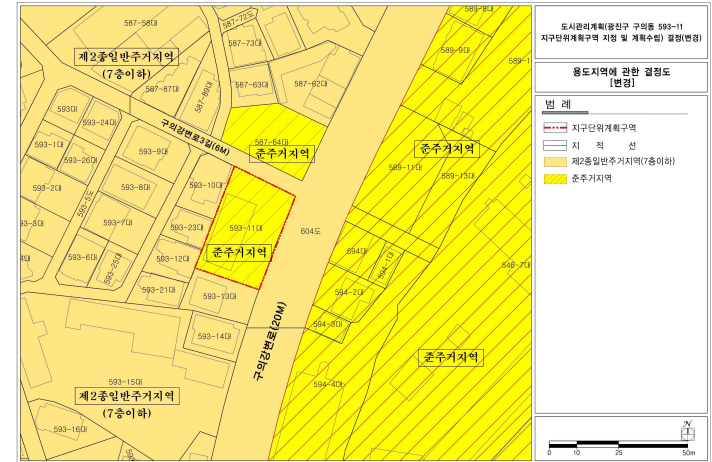 도시관리계획(광진구 구의동 593-11
지구단위계획구역 지정 및 계획수립) 결정(변경)
용도지역에 관한 결정도
[변경]
범 례
지구단위계획구역
지 적 선
제2종일반주거지역(7층이하)
준주거지역
N
0 10 25 50m
587-58대
587-72도
587-73대
587-63대
587-62대
제2종일반주거지역
(7층이하)
587-87대
587-89대
589-8대
589-9대
589-1
593대
593-24대
593-1대
593-26대
593-9대
구의강변로3길(6M)
587-64대
준주거지역
준주거지역
589-11대
589-13대
593-2대
593-8대
593-10대
593-5도
593-3대
593-7대
593-23대
593-11대
604도
준주거지역
593-6대
593-25대
593-12대
594대
594-1대
546-7대
593-21대
593-13대
594-2대
593-14대
594-3대
구의강변로(20M)
준주거지역
593-15대
제2종일반주거지역
(7층이하)
594-4대
593-16대